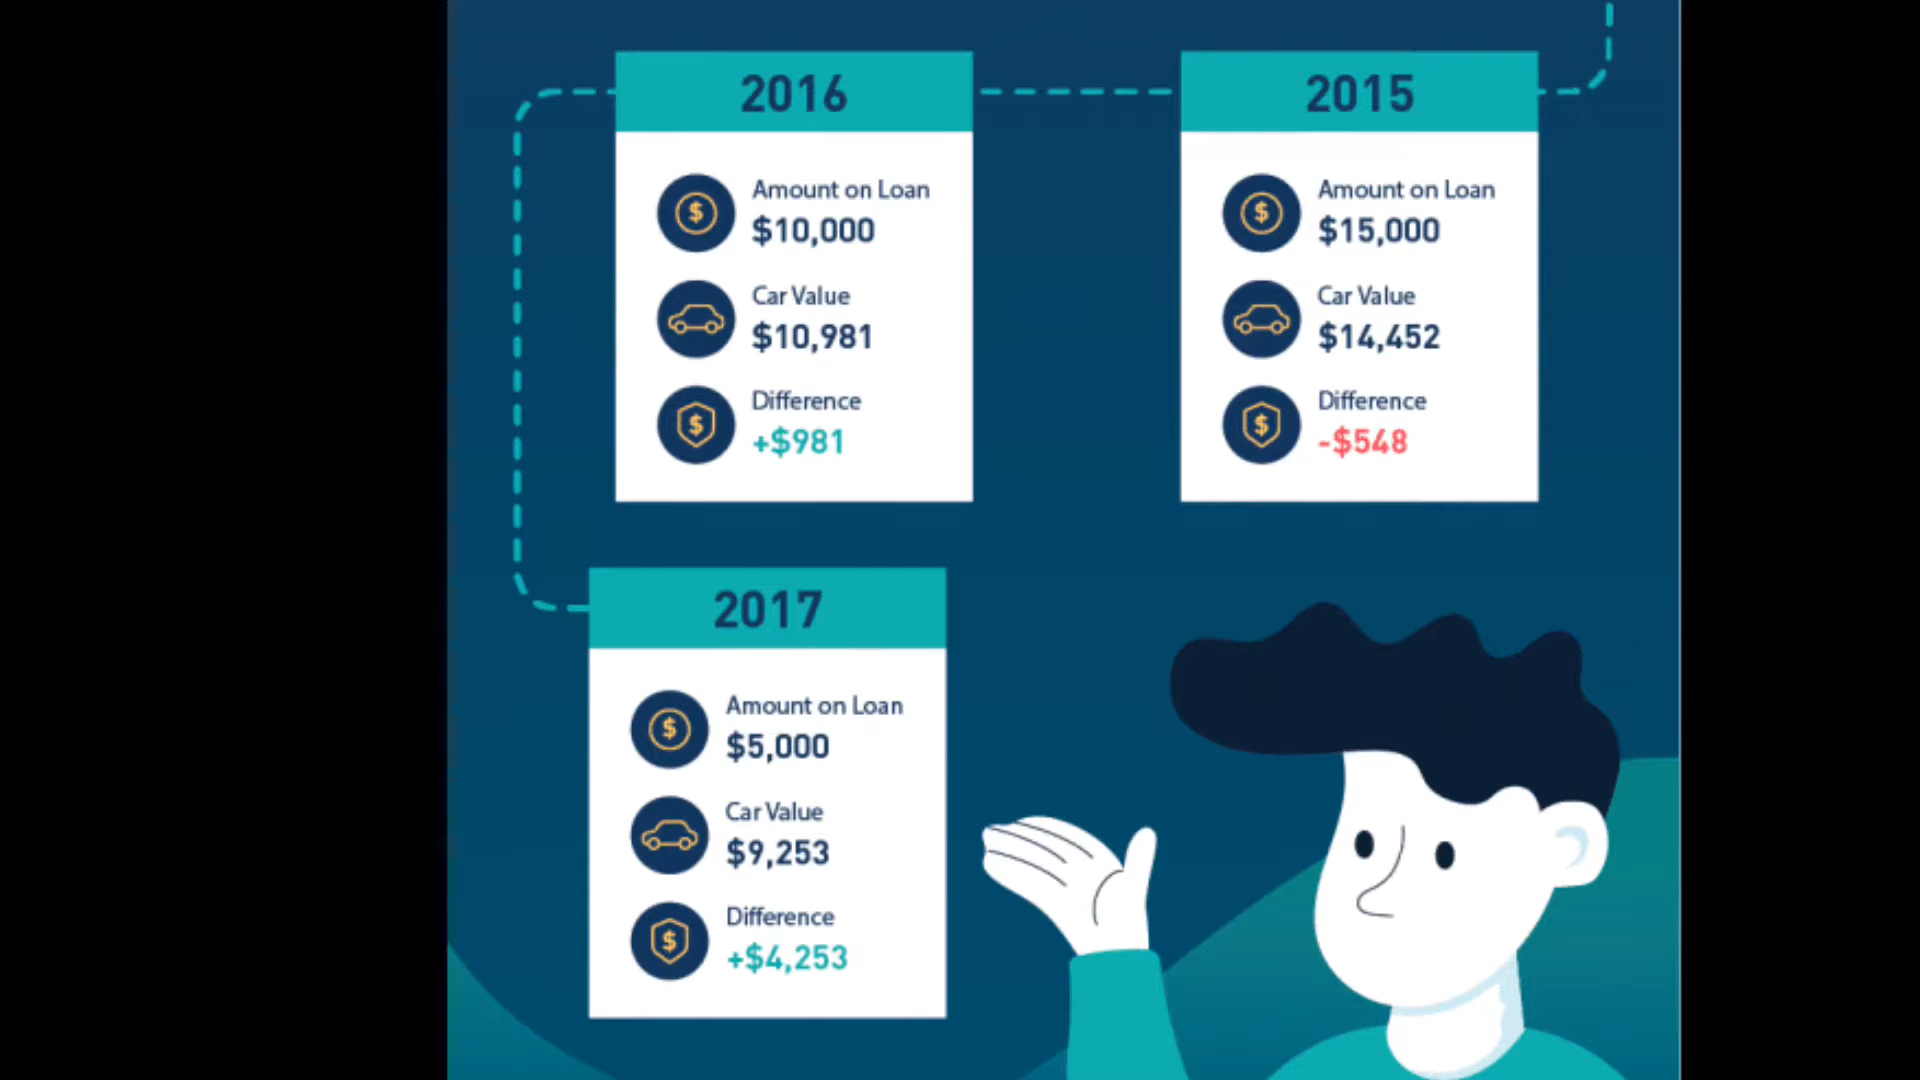 2016
Amount on Loan
$10,000
Car Value
$10,981
Difference
+$981
2015
Amount on Loan
$15,000
Car Value
$14,452
Difference
-$548
2017
Amount on Loan
$5,000
Car Value
$9,253
Difference
+$4,253